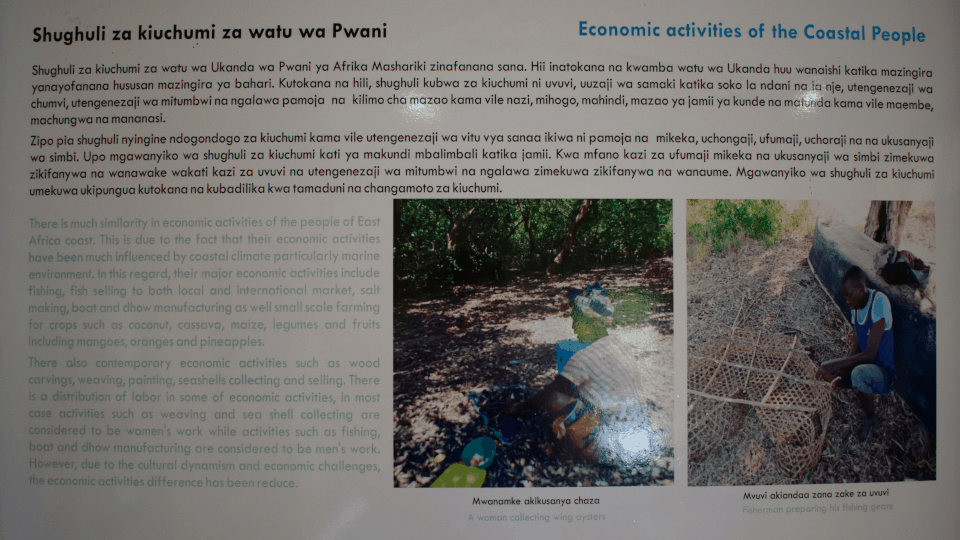 Shughuli za kiuchumi za watu wa Pwani
Economic activities of the Coastal People
Shughuli za kiuchumi za watu wa Ukanda wa Pwani ya Afrika Mashariki zinafanana sana. Hii inatokana na kwamba watu wa Ukanda huu wanaishi katika mazingira
yanayofanana hususan mazingira ya bahari. Kutokana na hili, shughuli kubwa za kiuchumi ni uvuvi, uuzaji wa samaki katika soko la ndani na la nje, utengenezaji wa
chumvi, utengenezaji wa mitumbwi na ngalawa pamoja na kilimo cha mazao kama vile nazi, mihogo, mahindi, mazao ya jamii ya kunde na matunda kama vile maembe,
machungwa na mananasi.
Zipo pia shughuli nyingine ndogondogo za kiuchumi kama vile utengenezaji wa vitu vya sanaa ikiwa ni pamoja na mikeka, uchongaji, ufumaji, uchoraji na na ukusanyaji
wa simbi. Upo mgawanyiko wa shughuli za kiuchumi kati ya makundi mbalimbali katika jamii. Kwa mfano kazi za ufumaji mikeka na ukusanyaji wa simbi zimekuwa
zikifanywa na wanawake wakati kazi za uvuvi na utengenezaji wa mitumbwi na ngalawa zimekuwa zikifanywa na wanaume. Mgawanyiko wa shughuli za kiuchumi
umekuwa ukipungua kutokana na kubadilika kwa tamaduni na changamoto za kiuchumi.
There is much similarity in economic activities of the people of East
Africa coast. This is due to the fact that their economic activities
have been much influenced by coastal climate particularly marine
environment. In this regard, their major economic activities include
fishing, fish selling to both local and international market, salt
making, boat and dhow manufacturing as well small scale farming
for crops such as coconut, cassava, maize, legumes and fruits
including mangoes, oranges and pineapples.
There also contemporary economic activities such as wood
carvings, weaving, painting, seashells collecting and selling. There
is a distribution of labor in some of economic activities, in most
case activities such as weaving and sea shell collecting are
considered to be women's work while activities such as fishing,
boat and dhow manufacturing are considered to be men's work.
However, due to the cultural dynamism and economic challenges,
the economic activities difference has been reduce.
Mwanamke akikusanya chaza
A woman collecting wing oysters
Mvuvi akiandaa zana zake za uvuvi
Fisherman preparing his fishing gears